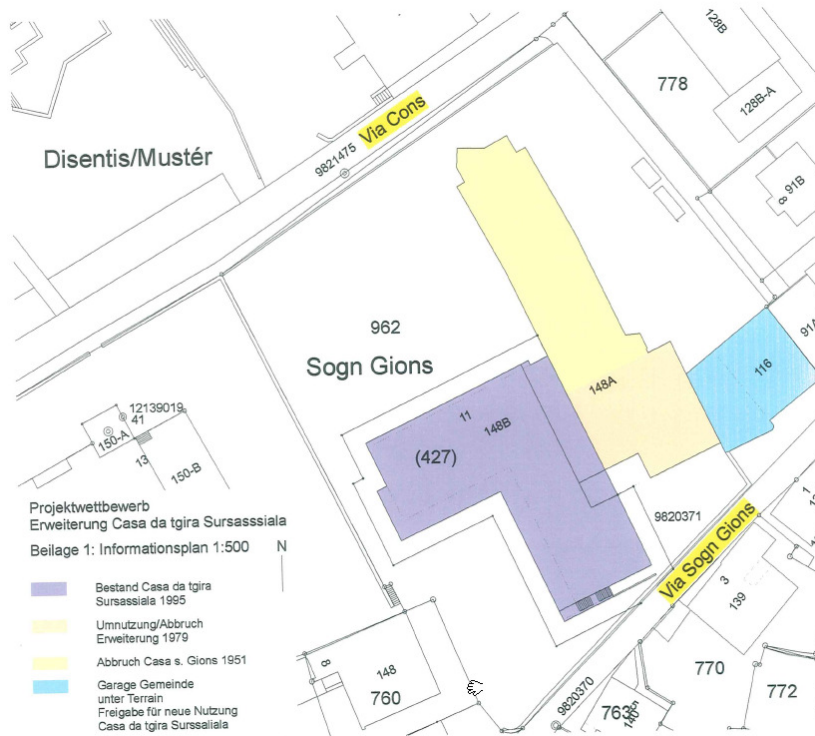 128B
778
128B-A
Via Cons
Disentis/Mustér
9821475
8
91B
962
Sogn Gions
91A
116
148A
11
148B
(427)
12139019
41
150-A
13
150-B
9820371
Via Sogn Gions
1
3
139
Projektwettbewerb
Erweiterung Casa da tgira Sursasssiala
Beilage 1: Informationsplan 1:500 N
Bestand Casa da tgira
Sursassiala 1995
Umnutzung/Abbruch
Erweiterung 1979
Abbruch Casa s. Gions 1951
Garage Gemeinde
unter Terrain
Freigabe für neue Nutzung
Casa da tgira Surssaliala
8
148
760
9820370
763
140
770
772